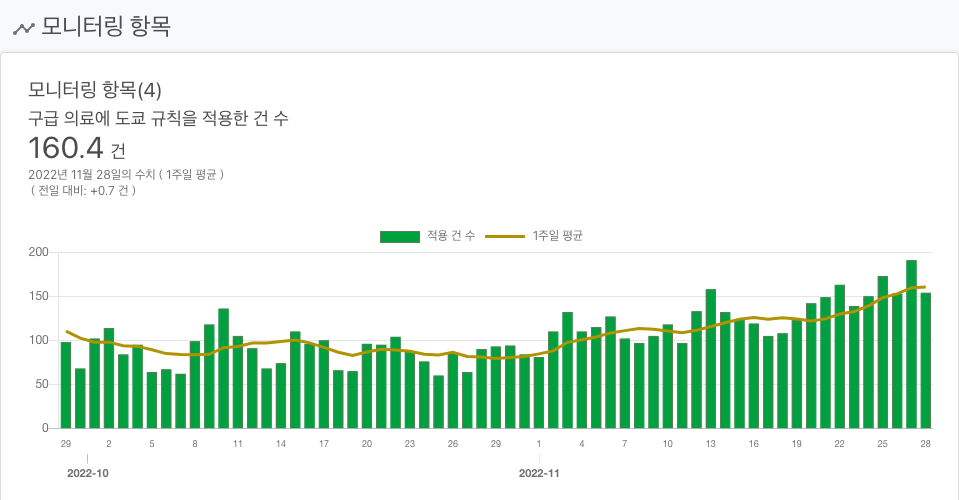 모니터링 항목
모니터링 항목(4)
구급 의료에 도쿄 규칙을 적용한 건 수
160.4 건
2022년 11월 28일의 수치 ( 1주일 평균 )
( 전일 대비: +0.7 건 )
적용 건 수 1주일 평균
200
150
100
50
0
29 2 5 8 11 14 17 20 23 26 29 1 4 7 10 13 16 19 22 25 28
2022-10 2022-11